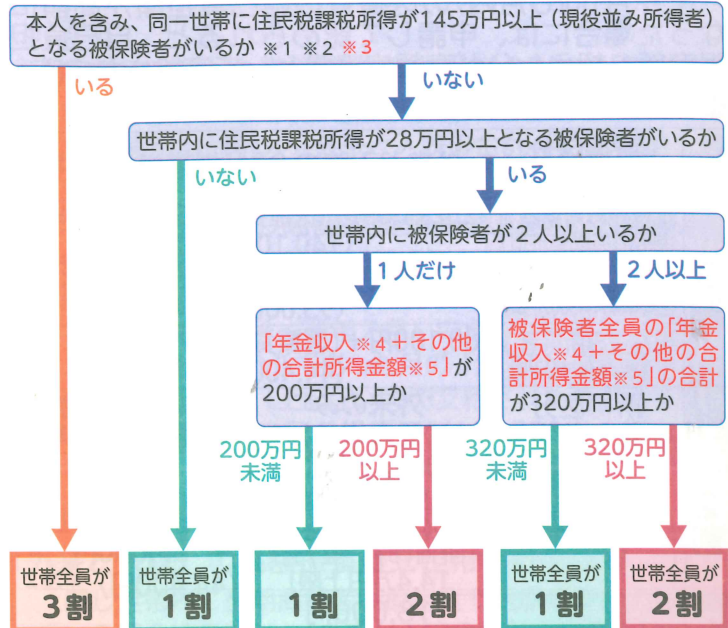 本人を含み、同一世帯に住民税課税所得が145万円以上（現役並み所得者）
となる被保険者がいるか ※1 ※2 ※3
いる
いない
世帯内に住民税課税所得が28万円以上となる被保険者がいるか
いない
いる
世帯内に被保険者が２人以上いるか
１人だけ
２人以上
「年金収入※4＋その他
の合計所得金額※5」が
200万円以上か
被保険者全員の「年金
収入※4＋その他の合
計所得金額※5」の合計
が320万円以上か
200万円
未満
200万円
以上
320万円
未満
320万円
以上
世帯全員が
３割
世帯全員が
１割
１割
２割
世帯全員が
１割
世帯全員が
２割